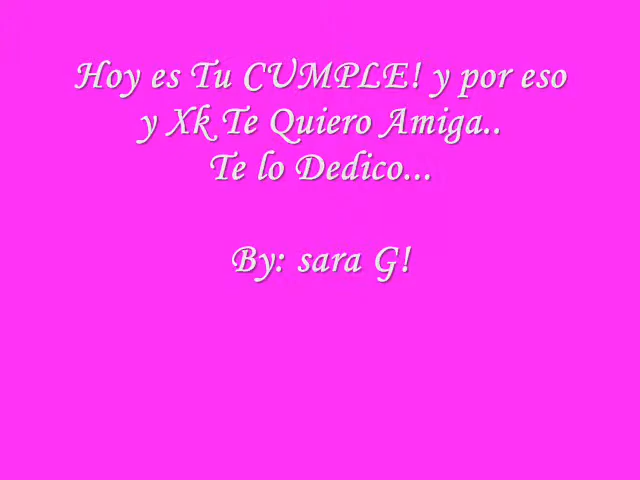 Hoy es Tu CUMPLE! y por eso
y Xk Te Quiero Amiga..
Te lo Dedico...
By: sara G!